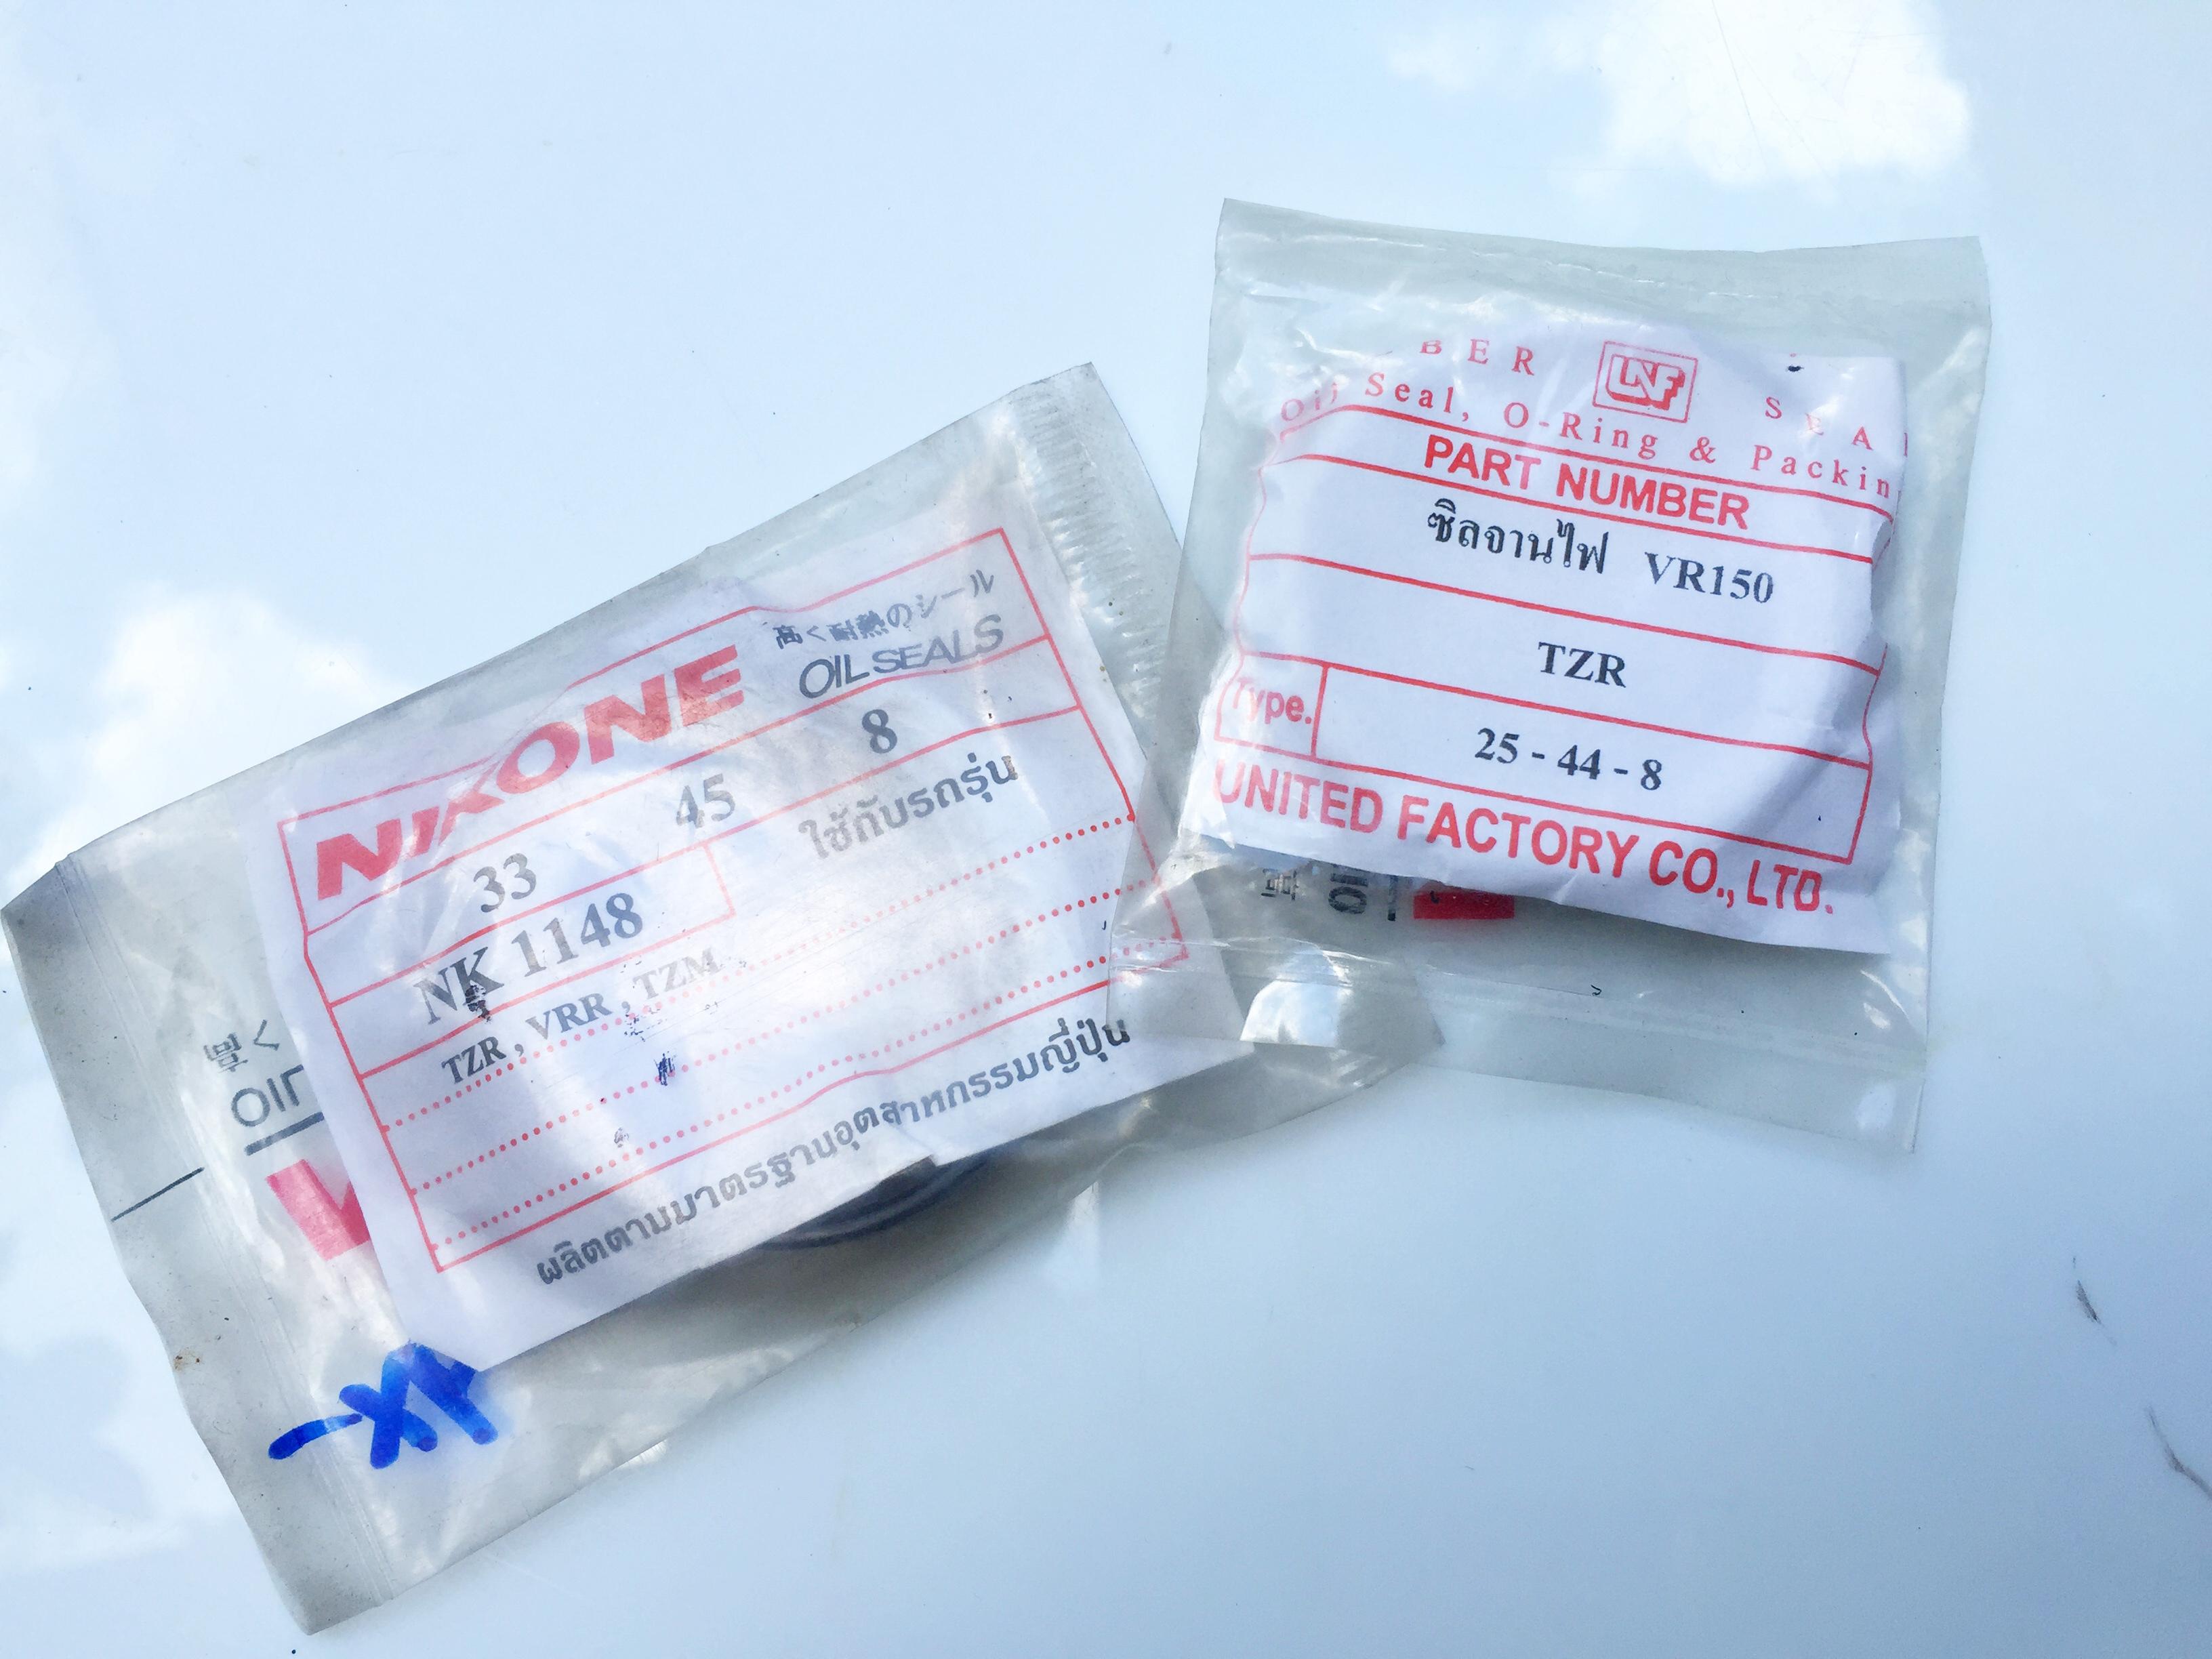 NIKONE
高く耐熱のシール
OIL SEALS
33 45 8
NK 1148
ใช้กับรถรุ่น
TZR , VRR , TZM
ผลิตตามมาตรฐานอุตสาหกรรมญี่ปุ่น
BER UNF SEA
Oil Seal, O-Ring & Packin
PART NUMBER
ซิลจานไฟ VR150
TZR
Type. 25 - 44 - 8
UNITED FACTORY CO., LTD.